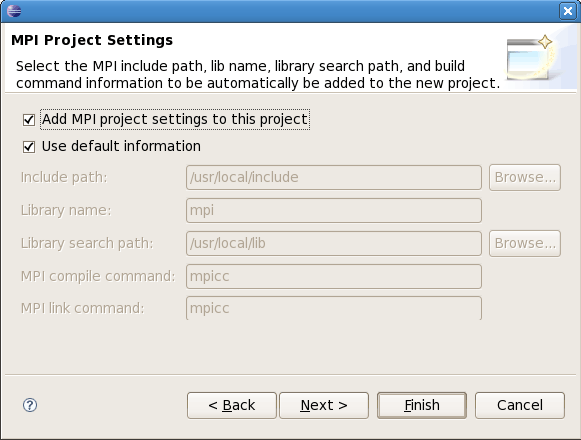 MPI Project Settings
Select the MPI include path, lib name, library search path, and build
command information to be automatically be added to the new project.
Add MPI project settings to this project
Use default information
Include path: /usr/local/include Browse...
Library name: mpi
Library search path: /usr/local/lib Browse...
MPI compile command: mpicc
MPI link command: mpicc
? < Back Next > Finish Cancel